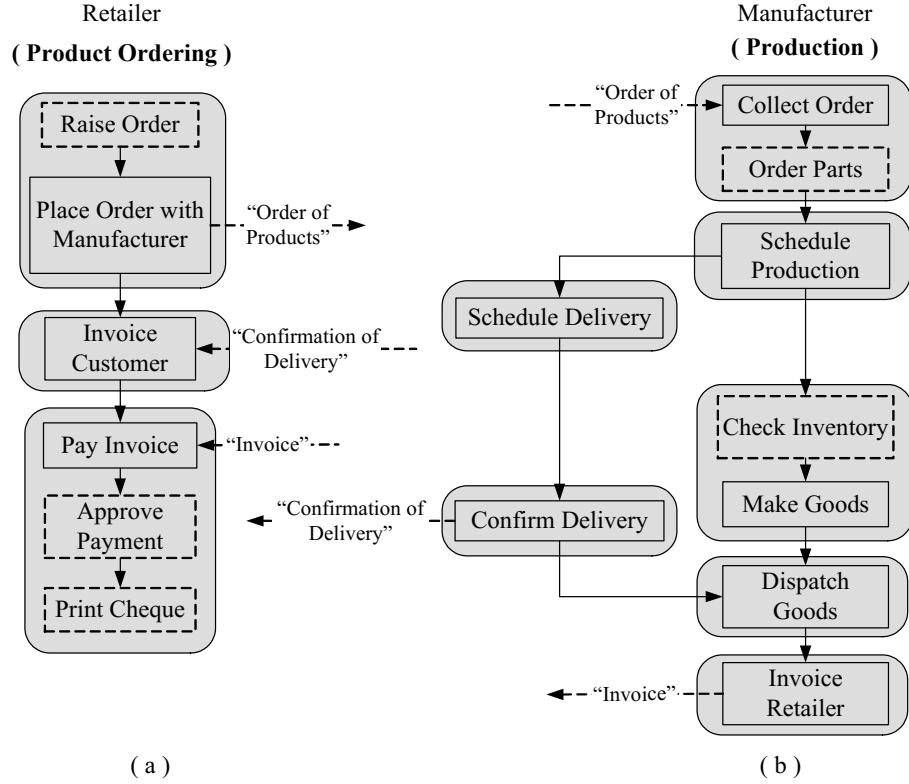 Retailer
( Product Ordering )
Raise Order
Place Order with
Manufacturer
“Order of
Products”
Invoice
Customer
“Confirmation of
Delivery”
Pay Invoice
“Invoice”
Approve
Payment
Print Cheque
( a )
Manufacturer
( Production )
“Order of
Products”
Collect Order
Order Parts
Schedule
Production
Schedule Delivery
Check Inventory
Make Goods
“Confirmation of
Delivery”
Confirm Delivery
Dispatch
Goods
“Invoice”
Invoice
Retailer
( b )